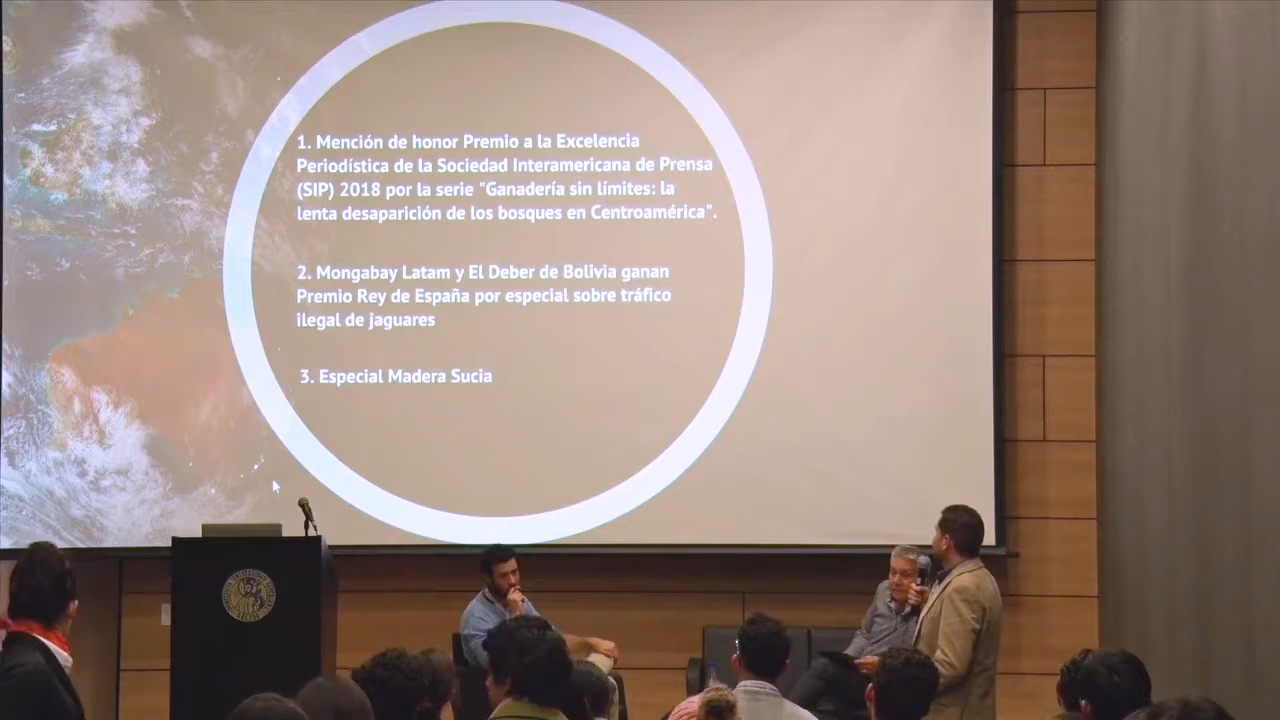 1. Mención de honor Premio a la Excelencia
Periodística de la Sociedad Interamericana de Prensa
(SIP) 2018 por la serie "Ganadería sin límites: la
lenta desaparición de los bosques en Centroamérica".
2. Mongabay Latam y El Deber de Bolivia ganan
Premio Rey de España por especial sobre tráfico
ilegal de jaguares
3. Especial Madera Sucia